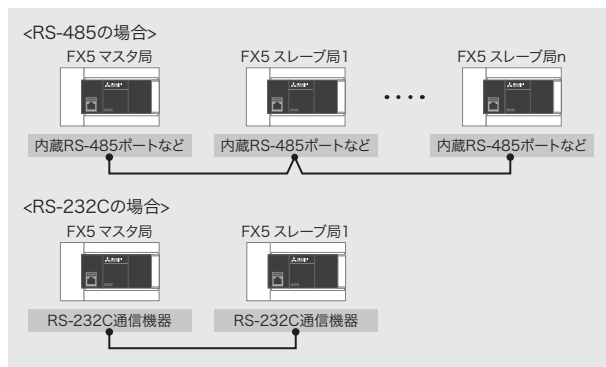 <RS-485の場合>
FX5 マスタ局
FX5 スレーブ局1
FX5 スレーブ局n
・・・・
内蔵RS-485ポートなど
内蔵RS-485ポートなど
内蔵RS-485ポートなど
<RS-232Cの場合>
FX5 マスタ局
FX5 スレーブ局1
RS-232C通信機器
RS-232C通信機器